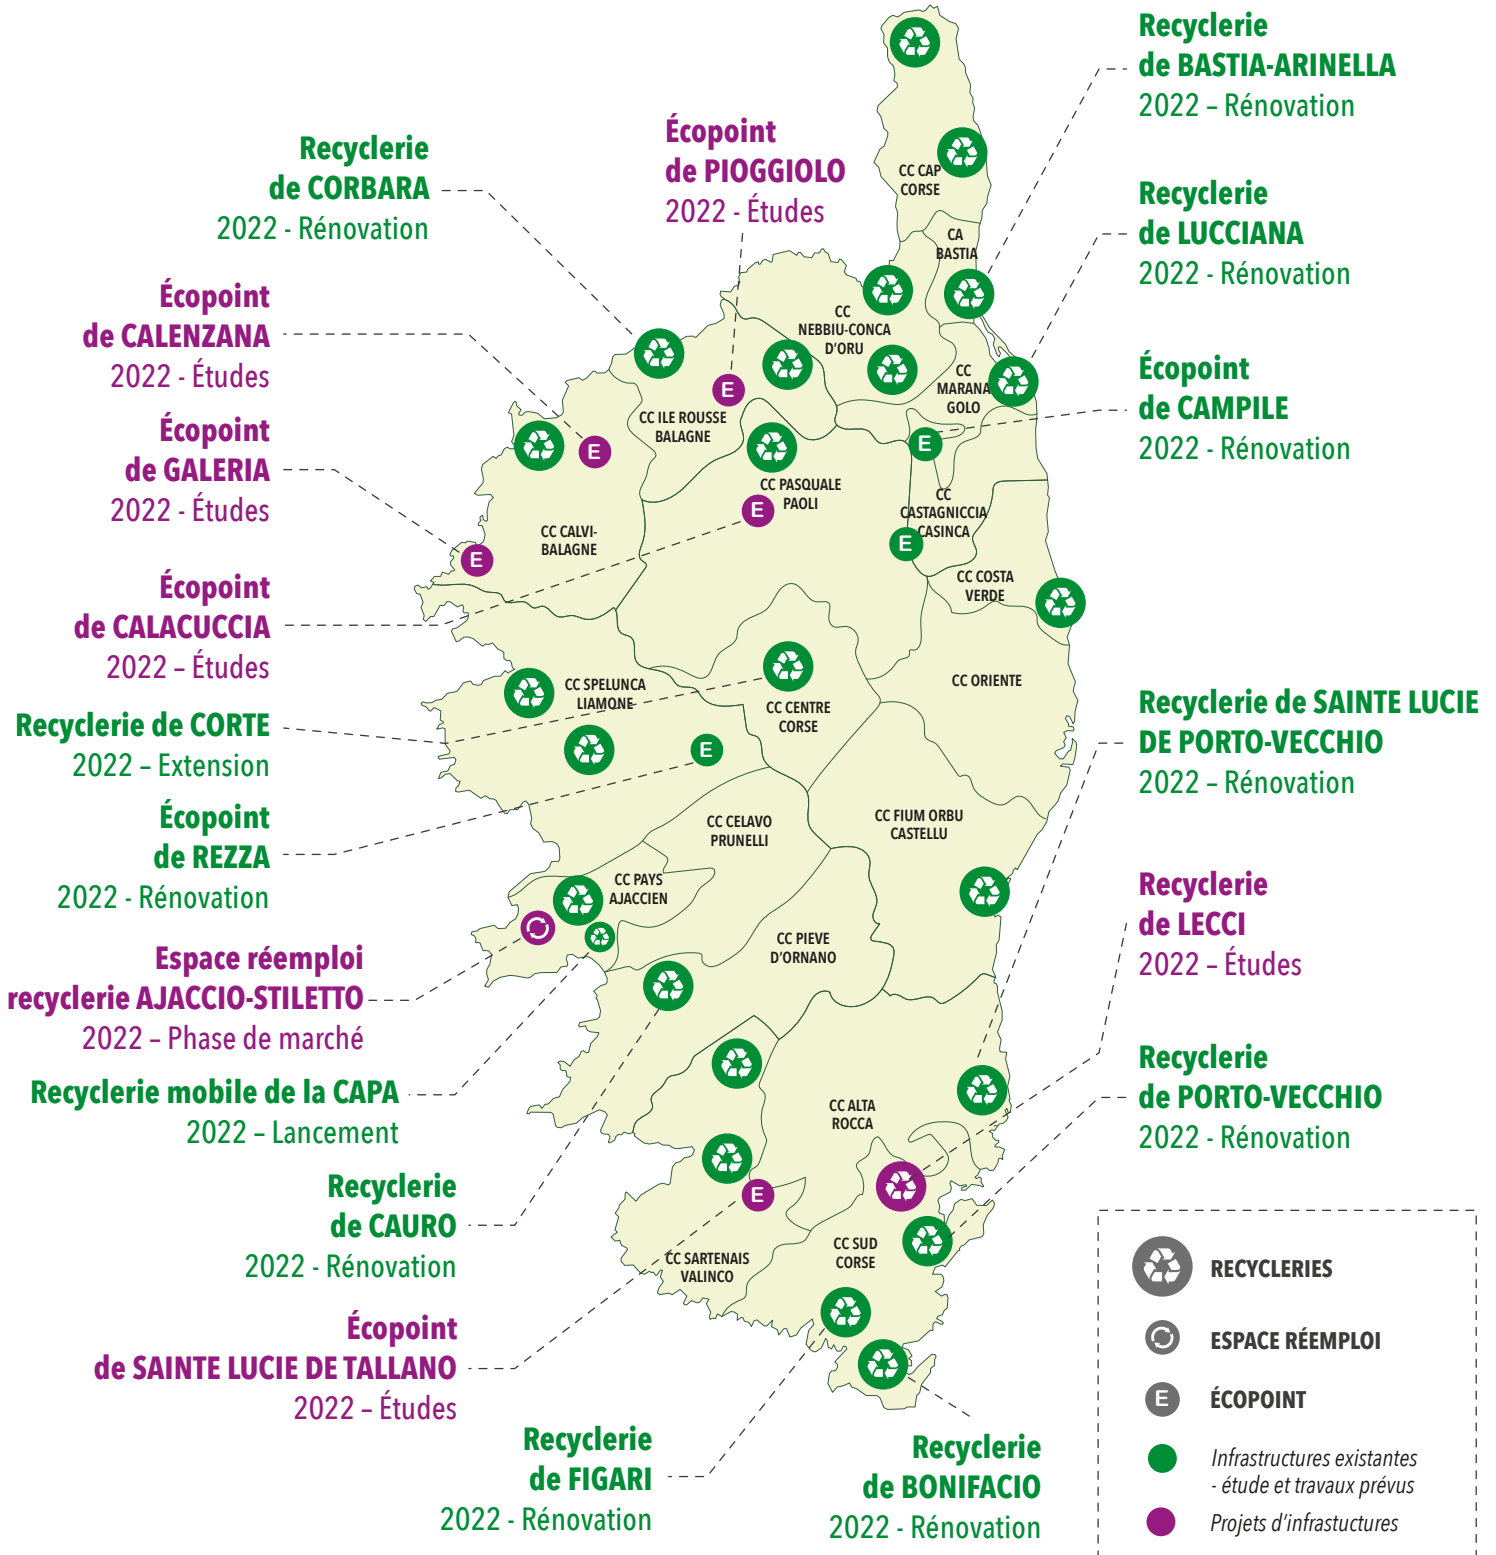 Recyclerie
de BASTIA-ARINELLA
2022 – Rénovation
Écopoint
de PIOGGIOLO
2022 - Études
Recyclerie
de CORBARA
2022 - Rénovation
Recyclerie
de LUCCIANA
2022 - Rénovation
Écopoint
de CALENZANA
2022 - Études
Écopoint
de CAMPILE
2022 - Rénovation
Écopoint
de GALERIA
2022 - Études
Écopoint
de CALACUCCIA
2022 – Études
Recyclerie de CORTE
2022 – Extension
Recyclerie de SAINTE LUCIE
DE PORTO-VECCHIO
2022 – Rénovation
Écopoint
de REZZA
2022 - Rénovation
Recyclerie
de LECCI
2022 – Études
Espace réemploi
recyclerie AJACCIO-STILETTO
2022 – Phase de marché
Recyclerie
de PORTO-VECCHIO
2022 - Rénovation
Recyclerie mobile de la CAPA
2022 – Lancement
Recyclerie
de CAURO
2022 - Rénovation
Écopoint
de SAINTE LUCIE DE TALLANO
2022 – Études
Recyclerie
de FIGARI
2022 - Rénovation
Recyclerie
de BONIFACIO
2022 - Rénovation
CC CAP
CORSE
CA
BASTIA
CC
NEBBIU-CONCA
D'ORU
CC
MARANA
GOLO
E
CC ILE ROUSSE
BALAGNE
E
E
CC PASQUALE
PAOLI
E
CC
CASTAGNICCIA
CASINCA
E
CC CALVI-
BALAGNE
E
CC COSTA
VERDE
CC SPELUNCA
LIAMONE
CC ORIENTE
CC CENTRE
CORSE
E
CC CELAVO
PRUNELLI
CC FIUM ORBU
CASTELLU
CC PAYS
AJACCIEN
CC PIEVE
D'ORNANO
CC ALTA
ROCCA
E
CC SUD
CORSE
CC SARTENAIS
VALINCO
RECYCLERIES
ESPACE RÉEMPLOI
E
ÉCOPOINT
Infrastructures existantes
- étude et travaux prévus
Projets d'infrastuctures